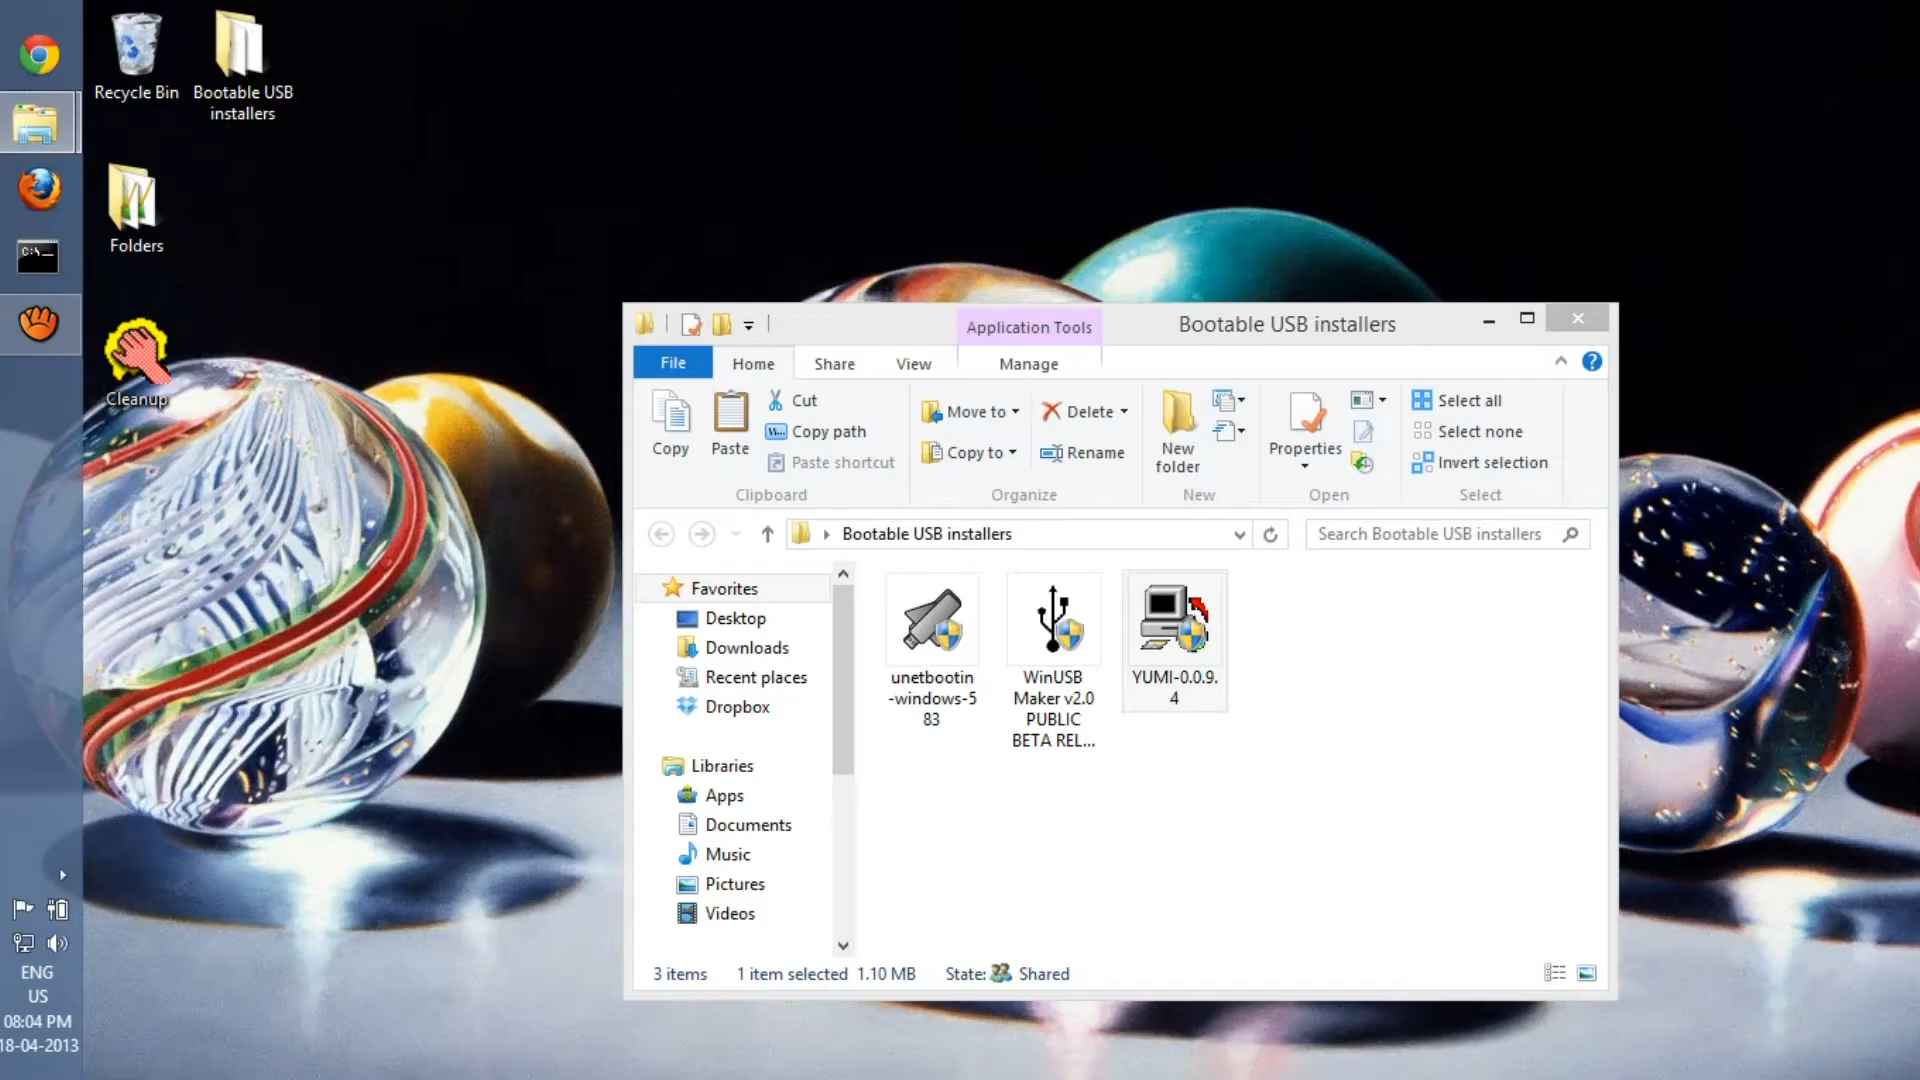 Recycle Bin
Bootable USB
installers
Folders
Cleanup
C:\
ENG
US
08:04 PM
18-04-2013
Application Tools
Bootable USB installers
File
Home
Share
View
Manage
Copy
Paste
Cut
Copy path
Paste shortcut
Clipboard
Move to
Copy to
Delete
Rename
Organize
New
folder
New
Properties
Open
Select all
Select none
Invert selection
Select
Bootable USB installers
Search Bootable USB installers
Favorites
Desktop
Downloads
Recent places
Dropbox
Libraries
Apps
Documents
Music
Pictures
Videos
unetbootin
-windows-5
83
WinUSB
Maker v2.0
PUBLIC
BETA REL...
YUMI-0.0.9.
4
3 items
1 item selected 1.10 MB
State: Shared